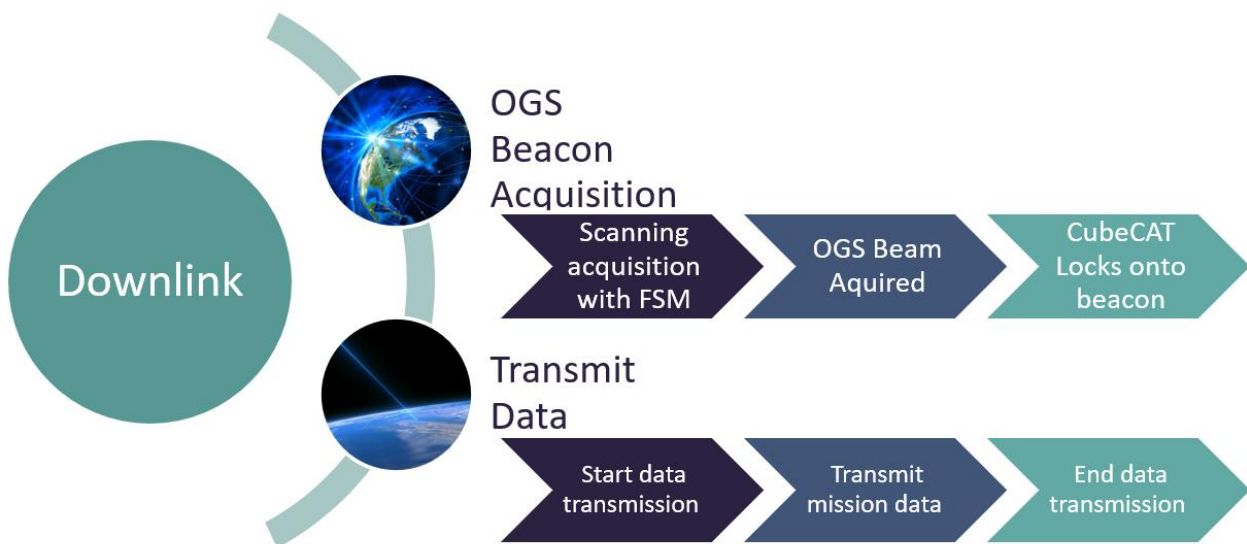 Downlink
OGS
Beacon
Acquisition
Scanning
acquisition
with FSM
OGS Beam
Aquired
CubeCAT
Locks onto
beacon
Transmit
Data
Start data
transmission
Transmit
mission data
End data
transmission